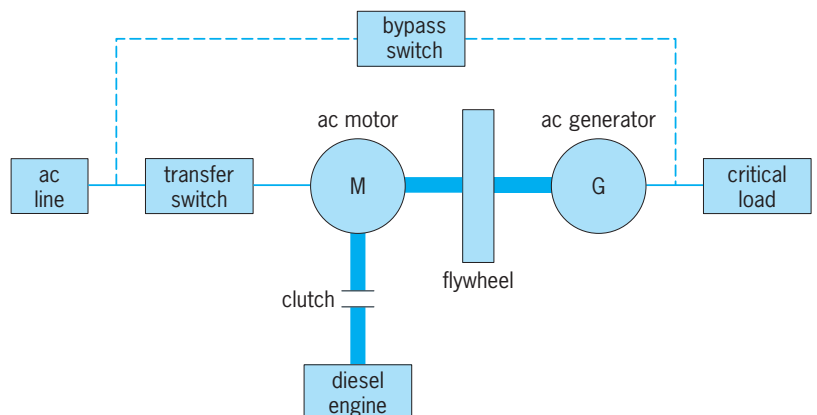 bypass
switch
ac motor
ac generator
ac
line
transfer
switch
M
G
critical
load
flywheel
clutch
diesel
engine